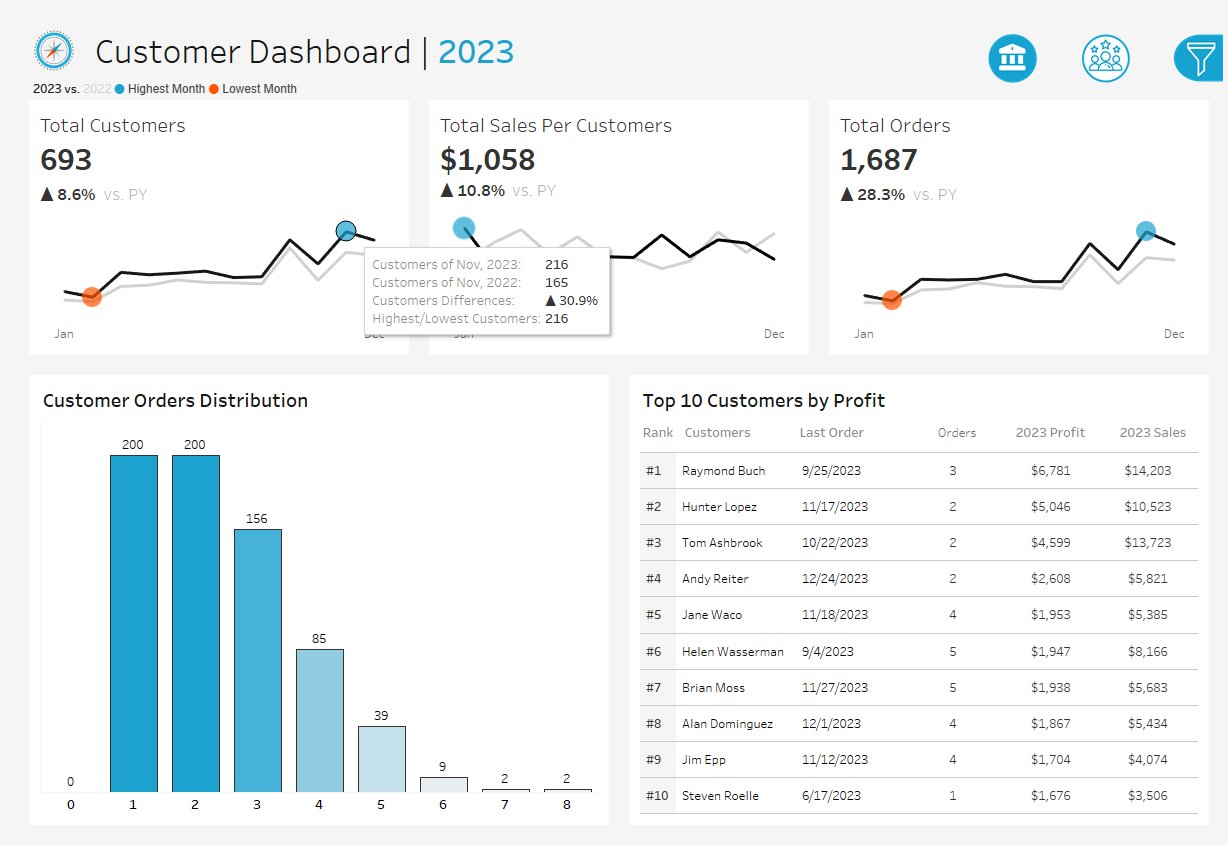 Customer Dashboard | 2023
2023 vs. 2022 Highest Month Lowest Month
Total Customers
693
▲ 8.6% vs. PY
Jan
Dec
Total Sales Per Customers
$1,058
▲ 10.8% vs. PY
Jan
Dec
Total Orders
1,687
▲ 28.3% vs. PY
Jan
Dec
Customers of Nov, 2023: 216
Customers of Nov, 2022: 165
Customers Differences: ▲ 30.9%
Highest/Lowest Customers: 216
Customer Orders Distribution
0 200 200 156 85 39 9 2 2
0 1 2 3 4 5 6 7 8
Top 10 Customers by Profit
Rank Customers Last Order Orders 2023 Profit 2023 Sales
#1 Raymond Buch 9/25/2023 3 $6,781 $14,203
#2 Hunter Lopez 11/17/2023 2 $5,046 $10,523
#3 Tom Ashbrook 10/22/2023 2 $4,599 $13,723
#4 Andy Reiter 12/24/2023 2 $2,608 $5,821
#5 Jane Waco 11/18/2023 4 $1,953 $5,385
#6 Helen Wasserman 9/4/2023 5 $1,947 $8,166
#7 Brian Moss 11/27/2023 5 $1,938 $5,683
#8 Alan Dominguez 12/1/2023 4 $1,867 $5,434
#9 Jim Epp 11/12/2023 4 $1,704 $4,074
#10 Steven Roelle 6/17/2023 1 $1,676 $3,506